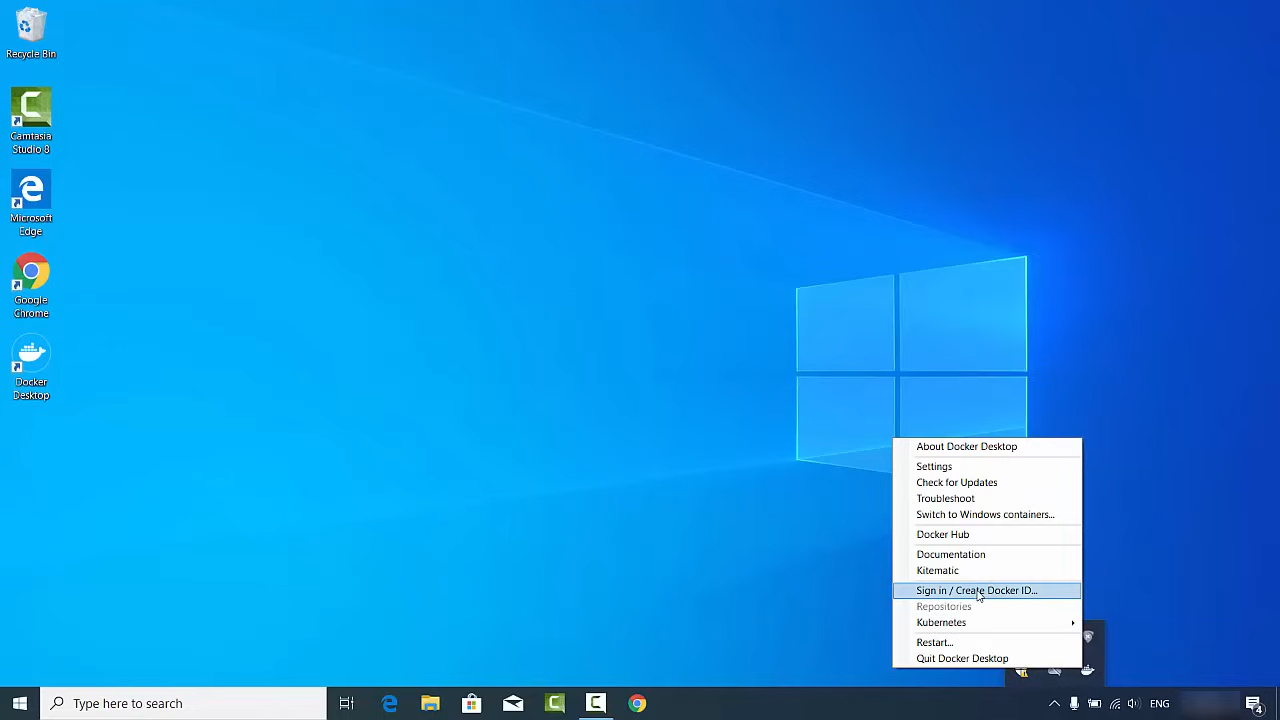 Recycle Bin
Camtasia
Studio 8
Microsoft
Edge
Google
Chrome
Docker
Desktop
About Docker Desktop
Settings
Check for Updates
Troubleshoot
Switch to Windows containers...
Docker Hub
Documentation
Kitematic
Sign in / Create Docker ID...
Repositories
Kubernetes
Restart...
Quit Docker Desktop
Type here to search
ENG
4